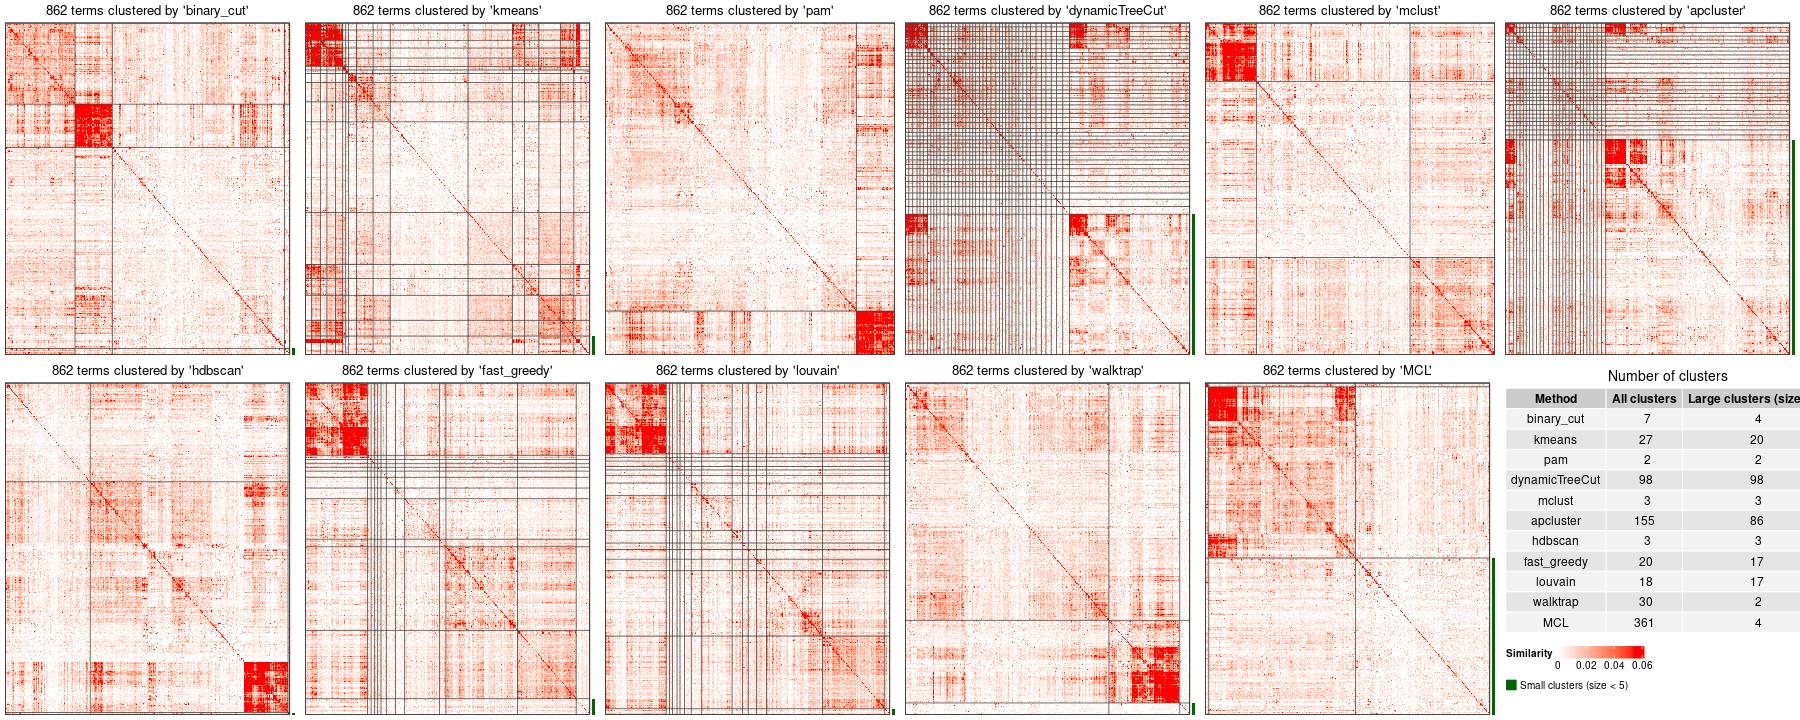 862 terms clustered by 'binary_cut'
862 terms clustered by 'kmeans'
862 terms clustered by 'pam'
862 terms clustered by 'dynamicTreeCut'
862 terms clustered by 'mclust'
862 terms clustered by 'apcluster'
862 terms clustered by 'hdbscan'
862 terms clustered by 'fast_greedy'
862 terms clustered by 'louvain'
862 terms clustered by 'walktrap'
862 terms clustered by 'MCL'
Number of clusters
Method All clusters Large clusters (size
binary_cut 7 4
kmeans 27 20
pam 2 2
dynamicTreeCut 98 98
mclust 3 3
apcluster 155 86
hdbscan 3 3
fast_greedy 20 17
louvain 18 17
walktrap 30 2
MCL 361 4
Similarity
0 0.02 0.04 0.06
Small clusters (size < 5)